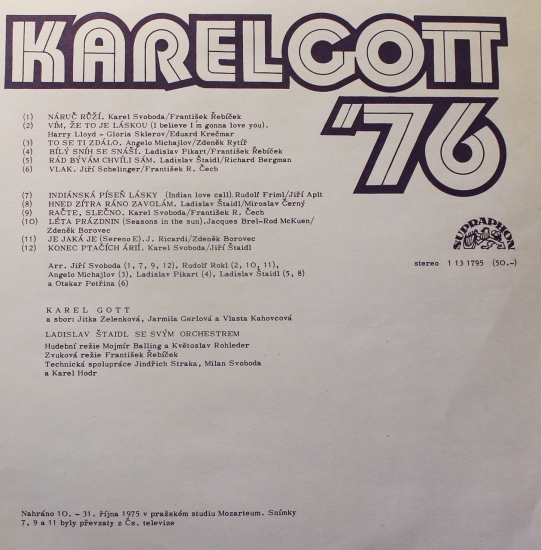 KAREL GOTT
"76
(1) NÁRUČ RŮŽÍ. Karel Svoboda/František Řebíček
(2) VÍM, ŽE TO JE LÁSKOU (I believe I'm gonna love you).
Harry Lloyd - Gloria Sklerov/Eduard Krečmar
(3) TO SE TI ZDÁLO. Angelo Michajlov/Zdeněk Rytíř
(4) BÍLÝ SNÍH SE SNÁŠÍ. Ladislav Pikart/František Řebíček
(5) RÁD BÝVÁM CHVÍLI SÁM. Ladislav Štaidl/Richard Bergman
(6) VLAK. Jiří Schelinger/František R. Čech
(7) INDIÁNSKÁ PÍSEŇ LÁSKY (Indian love call). Rudolf Friml/Jiří Aplt
(8) HNED ZÍTRA RÁNO ZAVOLÁM. Ladislav Štaidl/Miroslav Černý
(9) RAČTE, SLEČNO. Karel Svoboda/František R. Čech
(10) LÉTA PRÁZDNIN (Seasons in the sun). Jacques Brel-Rod McKuen/
Zdeněk Borovec
(11) JE JAKÁ JE (Sereno E). J. Ricardi/Zdeněk Borovec
(12) KONEC PTAČÍCH ÁRIÍ. Karel Svoboda/Jiří Štaidl
SUPRAPHON
stereo 1 13 1795 (50.-)
Arr. Jiří Svoboda (1, 7, 9, 12), Rudolf Rokl (2, 10, 11),
Angelo Michajlov (3), Ladislav Pikart (4), Ladislav Štaidl (5, 8)
a Otakar Petřina (6)
KAREL GOTT
a sbor: Jitka Zelenková, Jarmila Gerlová a Vlasta Kahovcová
LADISLAV ŠTAIDL SE SVÝM ORCHESTREM
Hudební režie Mojmír Balling a Květoslav Rohleder
Zvuková režie František Řebíček
Technická spolupráce Jindřich Straka, Milan Svoboda
a Karel Hodr
Nahráno 10. - 31. října 1975 v pražském studiu Mozarteum. Snímky
7, 9 a 11 byly převzaty z Čs. televize